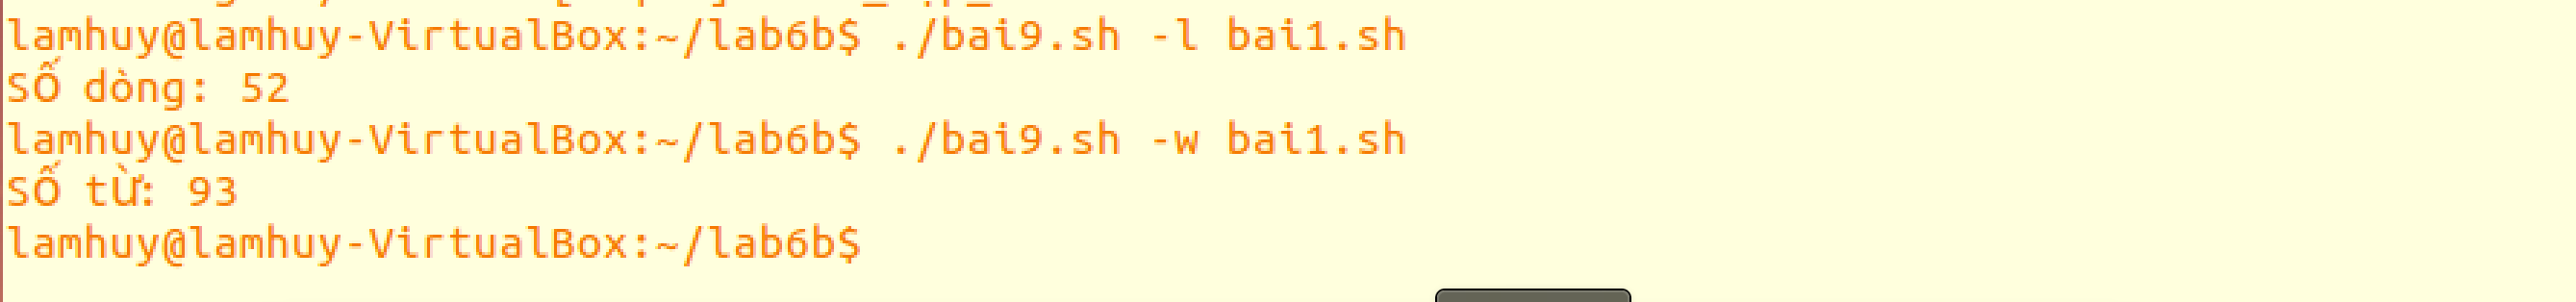 lamhuy@lamhuy-VirtualBox:~/lab6b$ ./bai9.sh -l bai1.sh
SỐ dòng: 52
lamhuy@lamhuy-VirtualBox:~/lab6b$ ./bai9.sh -w bai1.sh
SỐ từ: 93
lamhuy@lamhuy-VirtualBox:~/lab6b$